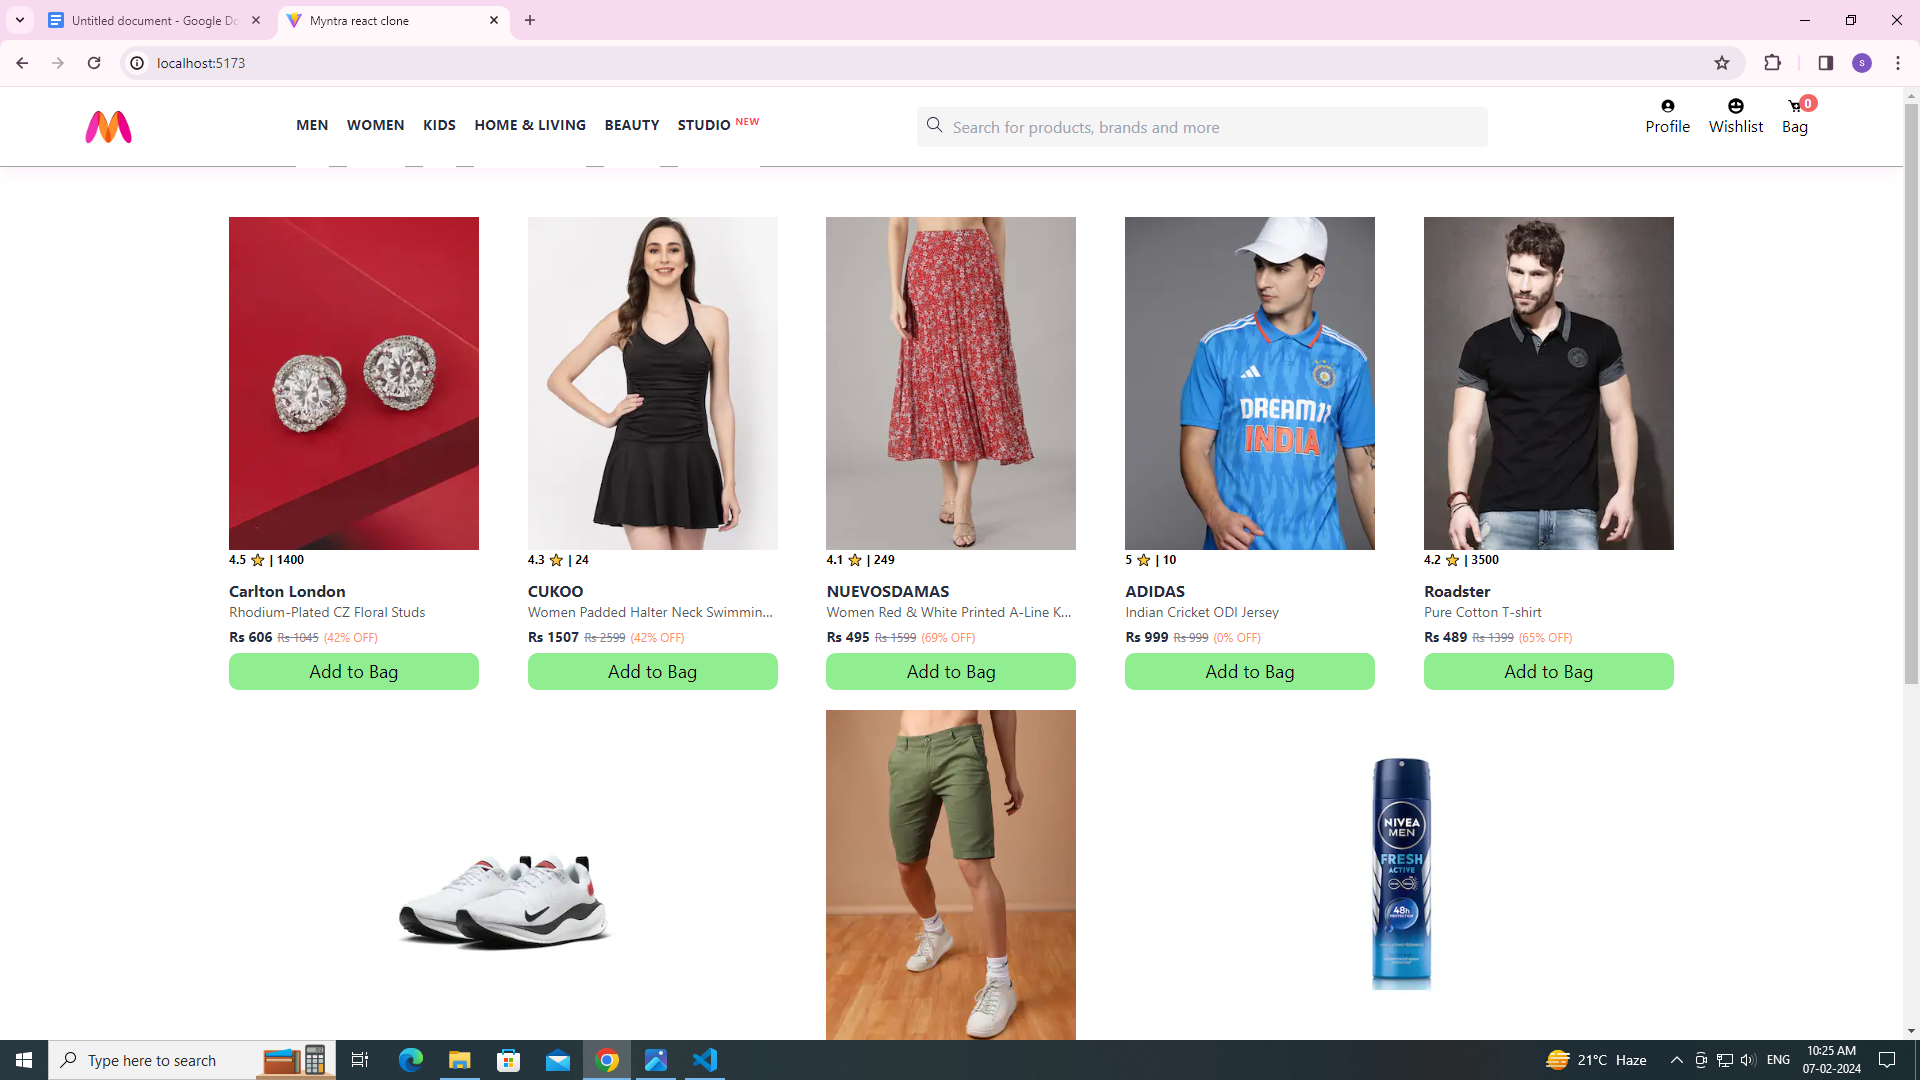 Untitled document - Google Do
Myntra react clone
localhost:5173
S
MEN WOMEN KIDS HOME & LIVING BEAUTY STUDIO NEW
Search for products, brands and more
Profile Wishlist Bag 0
DREAM11
INDIA
4.5 ⭐ | 1400
Carlton London
Rhodium-Plated CZ Floral Studs
Rs 606 Rs 1045 (42% OFF)
Add to Bag
4.3 ⭐ | 24
CUKOO
Women Padded Halter Neck Swimmin...
Rs 1507 Rs 2599 (42% OFF)
Add to Bag
4.1 ⭐ | 249
NUEVOSDAMAS
Women Red & White Printed A-Line K...
Rs 495 Rs 1599 (69% OFF)
Add to Bag
5 ⭐ | 10
ADIDAS
Indian Cricket ODI Jersey
Rs 999 Rs 999 (0% OFF)
Add to Bag
4.2 ⭐ | 3500
Roadster
Pure Cotton T-shirt
Rs 489 Rs 1399 (65% OFF)
Add to Bag
NIVEA
MEN
FRESH
ACTIVE
48h
Type here to search
21°C Haze
ENG
10:25 AM
07-02-2024